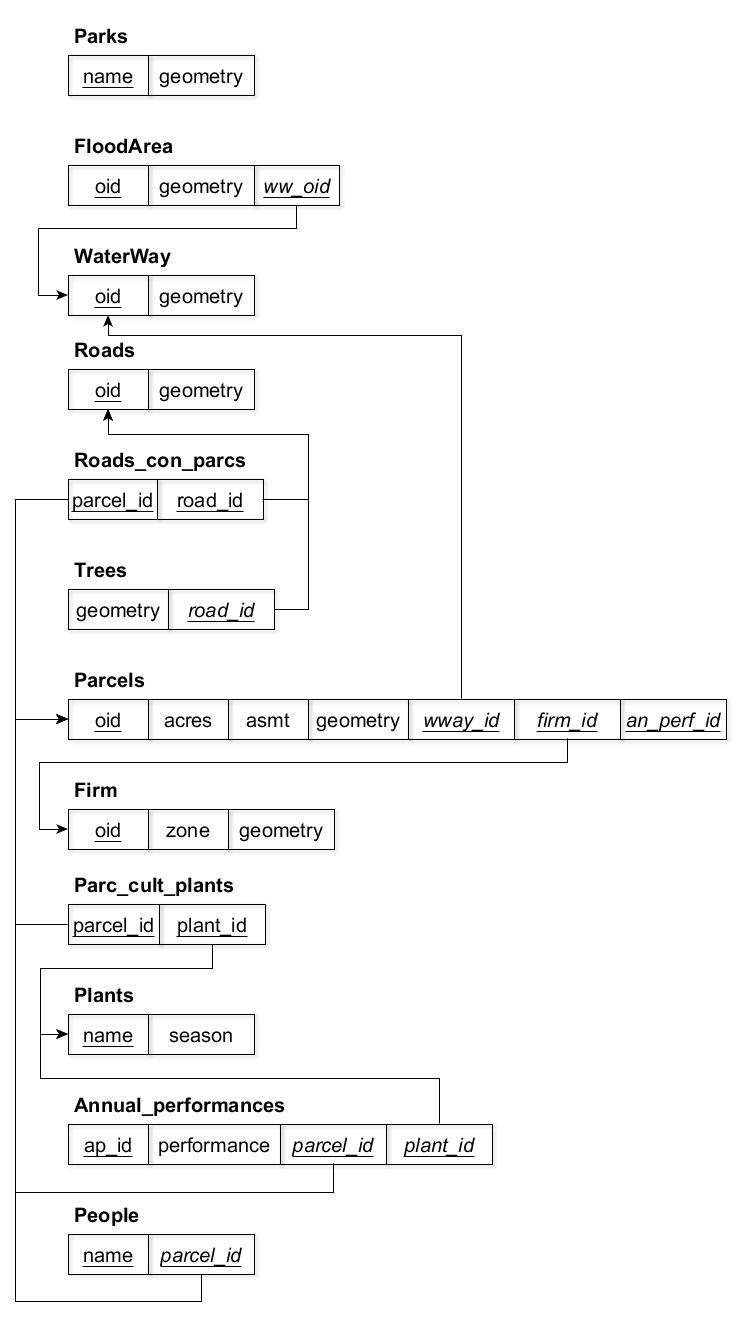 Parks
name geometry
FloodArea
oid geometry ww_oid
WaterWay
oid geometry
Roads
oid geometry
Roads_con_parcs
parcel_id road_id
Trees
geometry road_id
Parcels
oid acres asmt geometry wway_id firm_id an_perf_id
Firm
oid zone geometry
Parc_cult_plants
parcel_id plant_id
Plants
name season
Annual_performances
ap_id performance parcel_id plant_id
People
name parcel_id